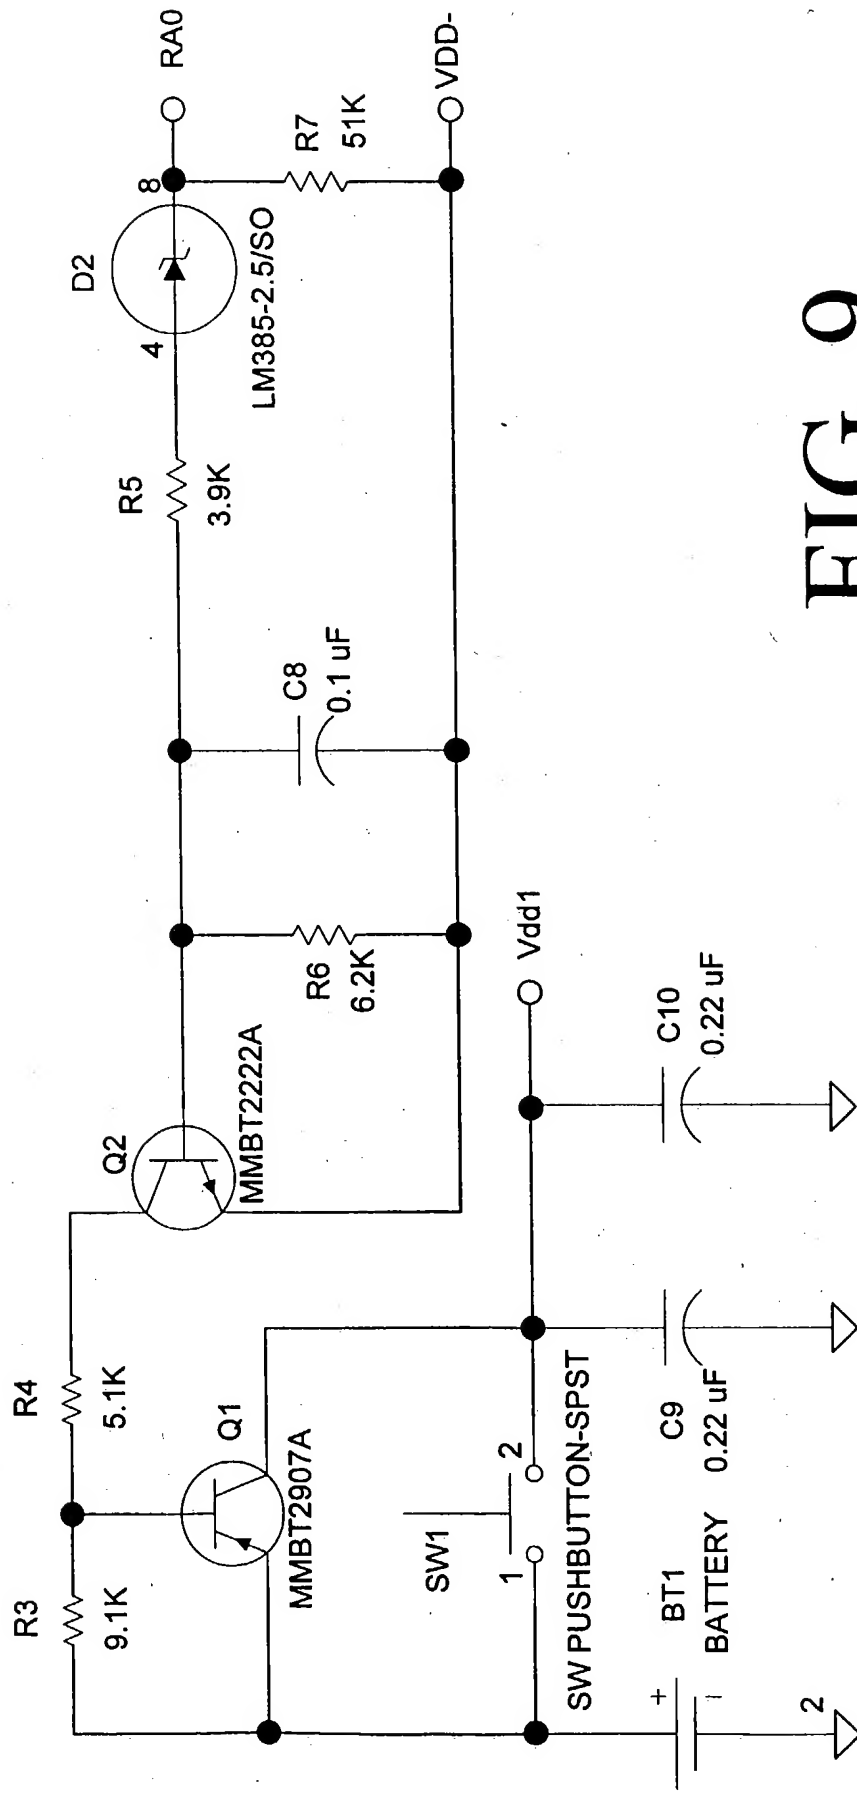 R3
9.1K
R4
5.1K
Q1
MMBT2907A
Q2
MMBT2222A
R6
6.2K
C8
0.1 uF
R5
3.9K
D2
4
8
LM385-2.5/SO
R7
51K
RA0
VDD-
SW1
1
2
SW PUSHBUTTON-SPST
Vdd1
BT1
BATTERY
+
-
2
C9
0.22 uF
C10
0.22 uF
FIG. 9